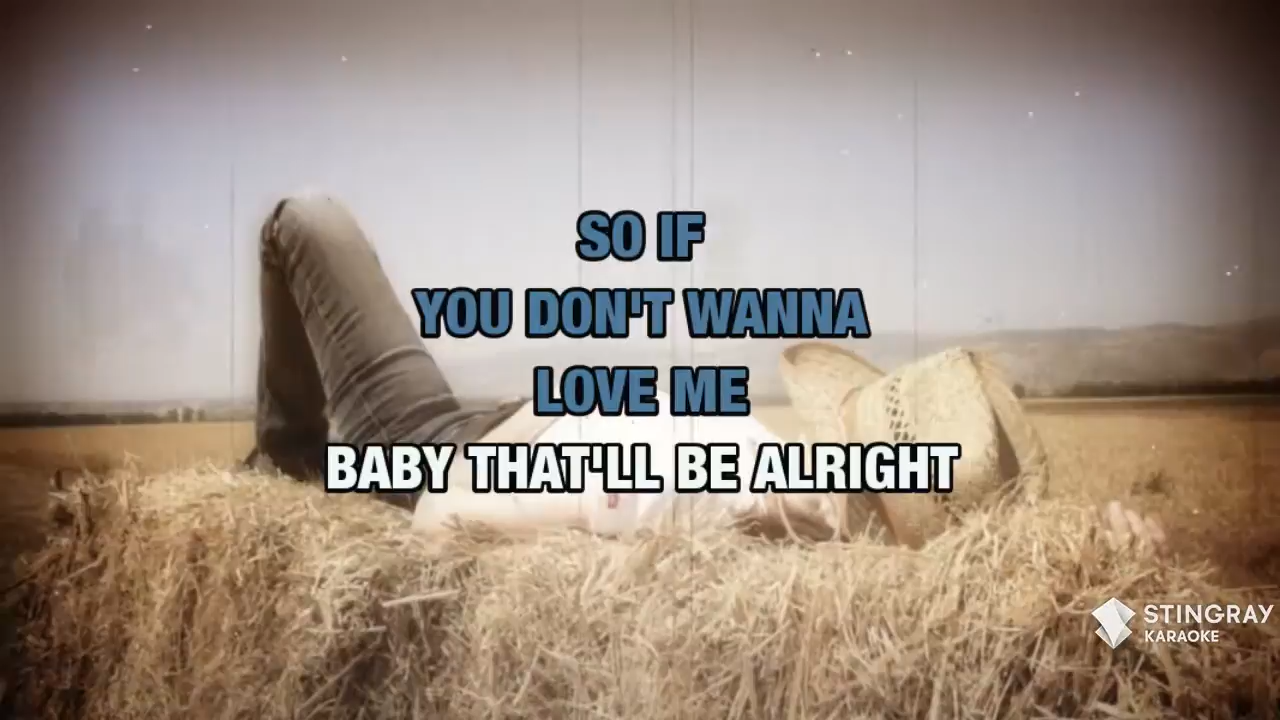 SO IF
YOU DON'T WANNA
LOVE ME
BABY THAT'LL BE ALRIGHT
STINGRAY
KARAOKE